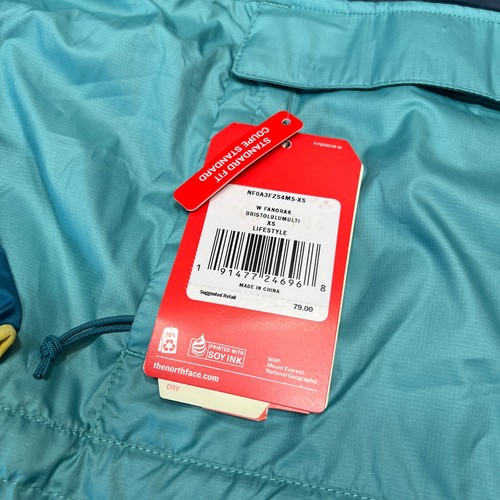 STANDARD FIT
COUPE STANDARD
NF0A3FZ54MS-XS
W FANORAK
BRISTOLBLUMULTI
XS
LIFESTYLE
1 91477 24696 8
MADE IN CHINA
Suggested Retail
79.00
PRINTED WITH
SOY INK
MAP:
Mount Everest
National Geographic
thenorthface.com
DRY